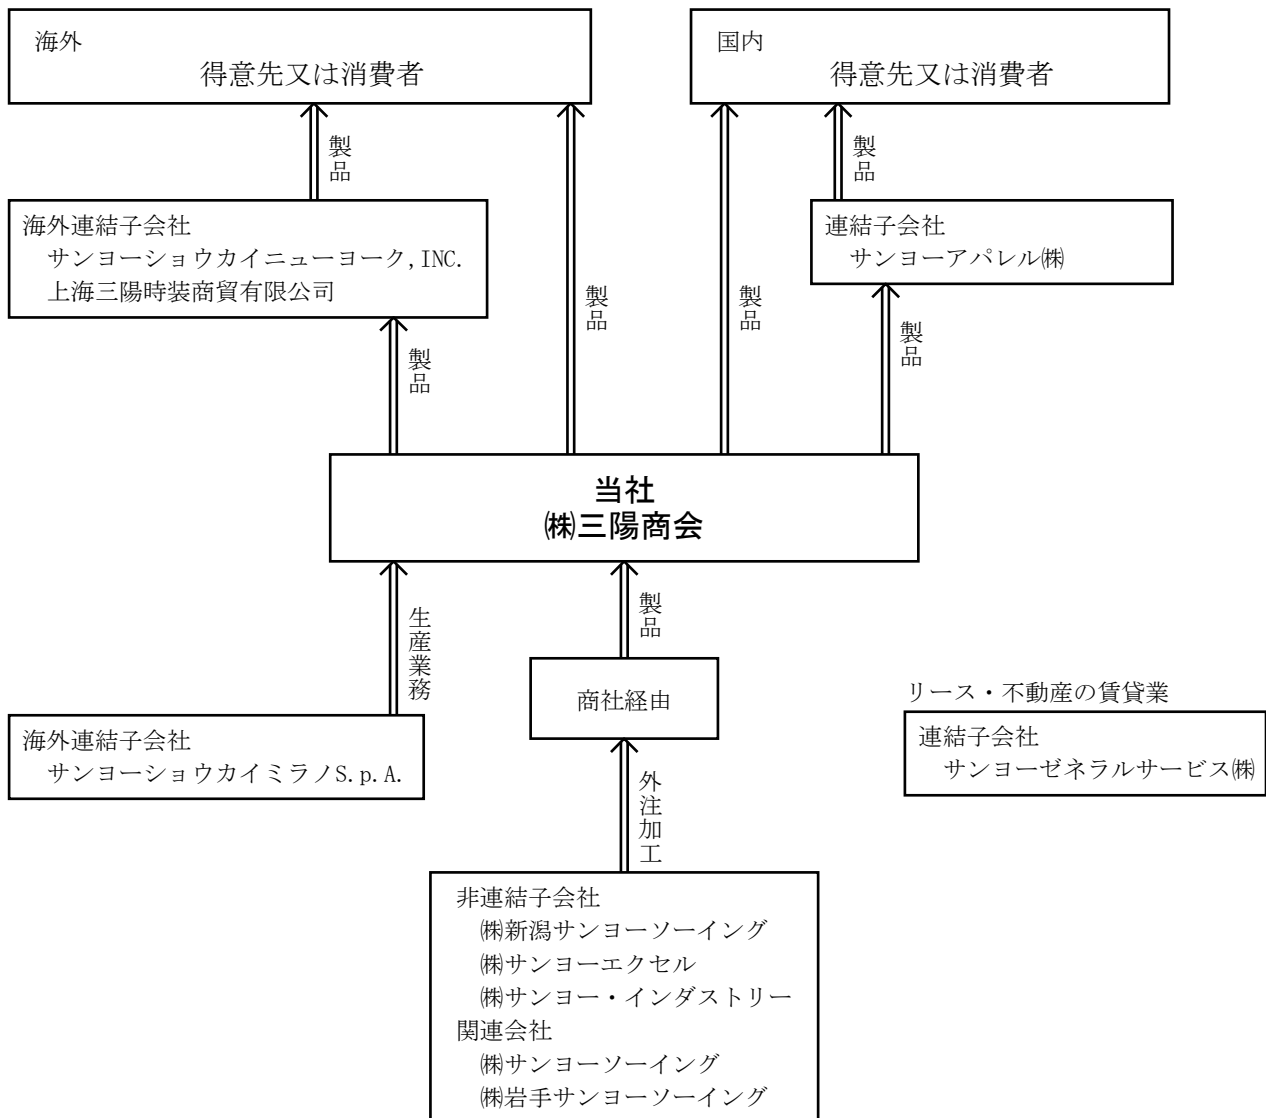 海外
得意先又は消費者
国内
得意先又は消費者
製品
製品
海外連結子会社
サンヨーショウカイニューヨーク,INC.
上海三陽時装商貿有限公司
連結子会社
サンヨーアパレル㈱
製品
製品
製品
製品
当社
㈱三陽商会
生産業務
製品
商社経由
海外連結子会社
サンヨーショウカイミラノS.p.A.
リース・不動産の賃貸業
連結子会社
サンヨーゼネラルサービス㈱
外注加工
非連結子会社
㈱新潟サンヨーソーイング
㈱サンヨーエクセル
㈱サンヨー・インダストリー
関連会社
㈱サンヨーソーイング
㈱岩手サンヨーソーイング